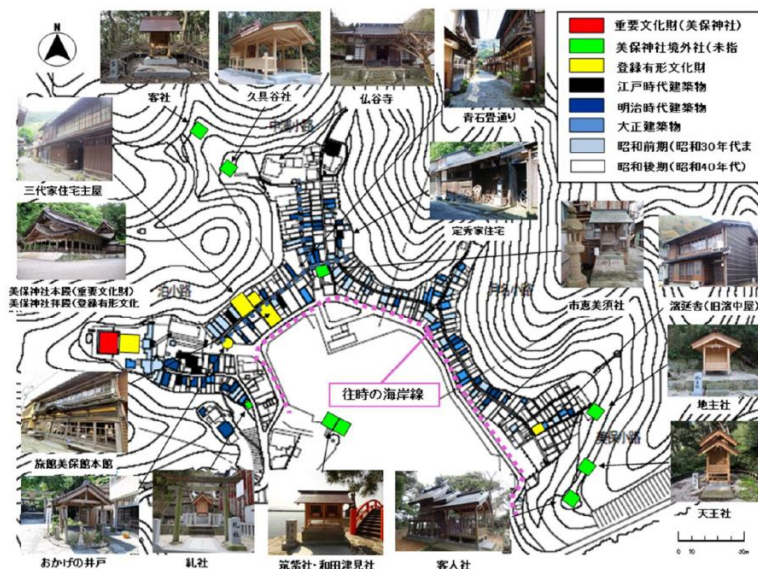 N
客社
久具谷社
仏谷寺
青石畳通り
重要文化財(美保神社)
美保神社境外社(未指
登録有形文化財
江戸時代建築物
明治時代建築物
大正建築物
昭和前期(昭和30年代ま
昭和後期(昭和40年代)
三代家住宅主屋
定秀家住宅
美保神社本殿(重要文化財)
美保神社拝殿(登録有形文化
市恵美須社
濱延舎(旧濱中屋)
泊小路
往時の海岸線
地主社
美保小路
旅館美保館本館
天王社
おかげの井戸
糺社
筑紫社・和田津見社
客人社